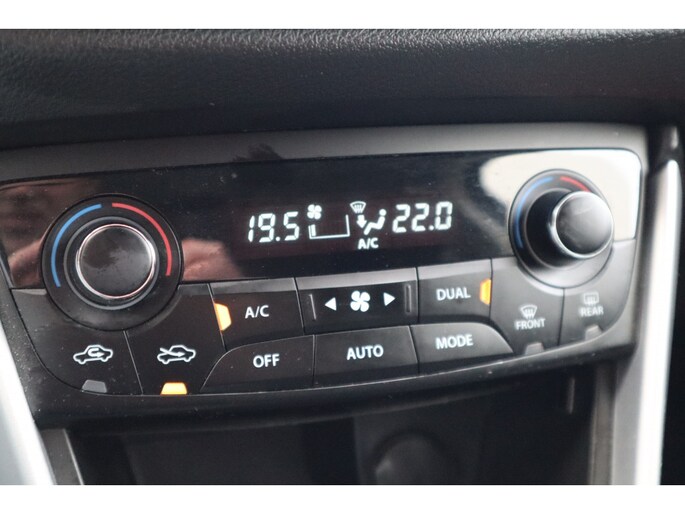 19.5 22.0
A/C
A/C DUAL
FRONT REAR
OFF AUTO MODE